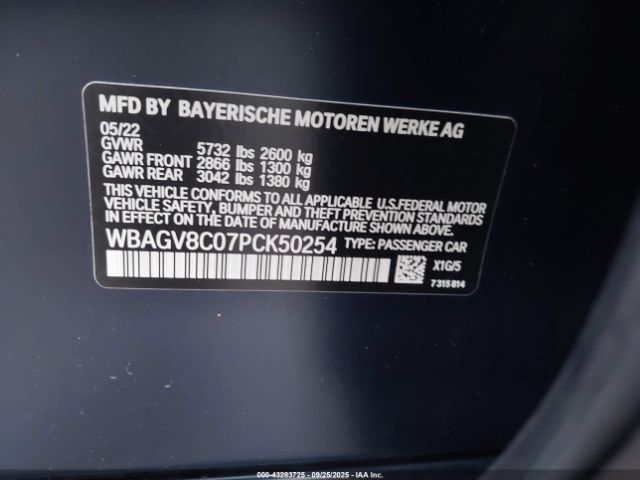 MFD BY BAYERISCHE MOTOREN WERKE AG
05/22
GVWR 5732 lbs 2600 kg
GAWR FRONT 2866 lbs 1300 kg
GAWR REAR 3042 lbs 1380 kg
THIS VEHICLE CONFORMS TO ALL APPLICABLE U.S.FEDERAL MOTOR
VEHICLE SAFETY, BUMPER AND THEFT PREVENTION STANDARDS
IN EFFECT ON THE DATE OF MANUFACTURE SHOWN ABOVE.
WBAGV8C07PCK50254 TYPE: PASSENGER CAR
X1G/5
7315814
000-43283725 - 09/25/2025 - Copyright © IAA, Inc